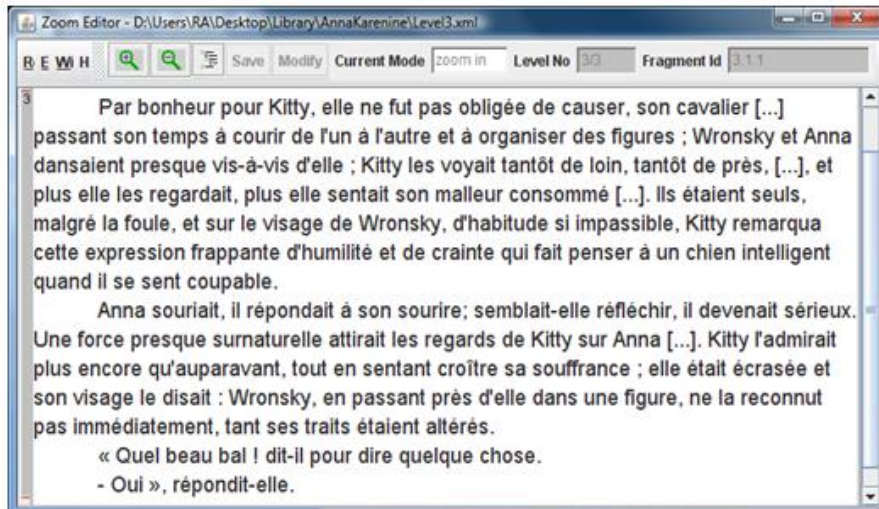 Zoom Editor - D:\Users\RA\Desktop\Library\AnnaKarenine\Level3.xml
R E Wi H Save Modify Current Mode zoom in Level No 3/3 Fragment Id 3.1.1
3
Par bonheur pour Kitty, elle ne fut pas obligée de causer, son cavalier [...]
passant son temps à courir de l'un à l'autre et à organiser des figures ; Wronsky et Anna
dansaient presque vis-à-vis d'elle ; Kitty les voyait tantôt de loin, tantôt de près, [...], et
plus elle les regardait, plus elle sentait son malleur consommé [...]. Ils étaient seuls,
malgré la foule, et sur le visage de Wronsky, d'habitude si impassible, Kitty remarqua
cette expression frappante d'humilité et de crainte qui fait penser à un chien intelligent
quand il se sent coupable.
Anna souriait, il répondait à son sourire; semblait-elle réfléchir, il devenait sérieux.
Une force presque surnaturelle attirait les regards de Kitty sur Anna [...]. Kitty l'admirait
plus encore qu'auparavant, tout en sentant croître sa souffrance ; elle était écrasée et
son visage le disait : Wronsky, en passant près d'elle dans une figure, ne la reconnut
pas immédiatement, tant ses traits étaient altérés.
« Quel beau bal ! dit-il pour dire quelque chose.
- Oui », répondit-elle.